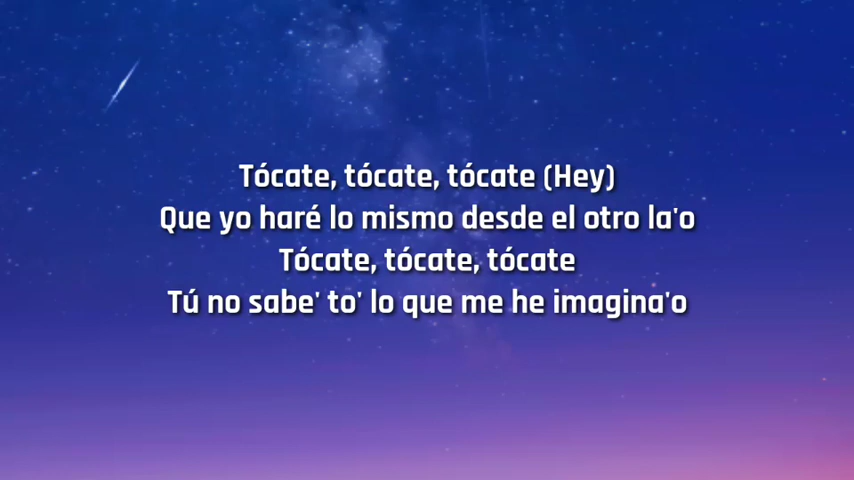 Tócate, tócate, tócate (Hey)
Que yo haré lo mismo desde el otro la'o
Tócate, tócate, tócate
Tú no sabe' to' lo que me he imagina'o